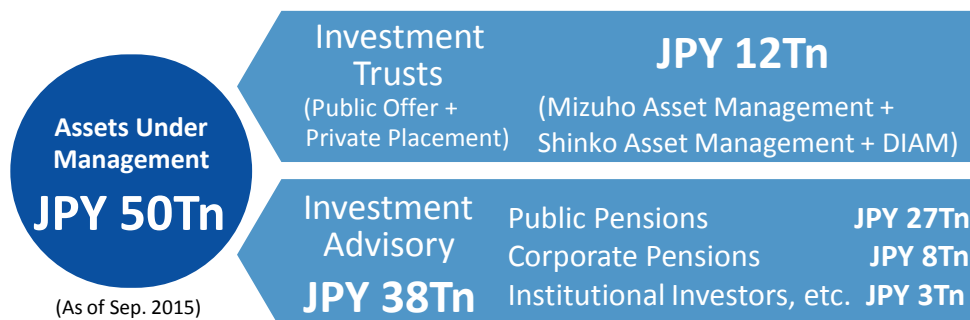 Assets Under
Management
JPY 50Tn
(As of Sep. 2015)
Investment
Trusts
(Public Offer +
Private Placement)
JPY 12Tn
(Mizuho Asset Management +
Shinko Asset Management + DIAM)
Investment
Advisory
JPY 38Tn
Public Pensions JPY 27Tn
Corporate Pensions JPY 8Tn
Institutional Investors, etc. JPY 3Tn